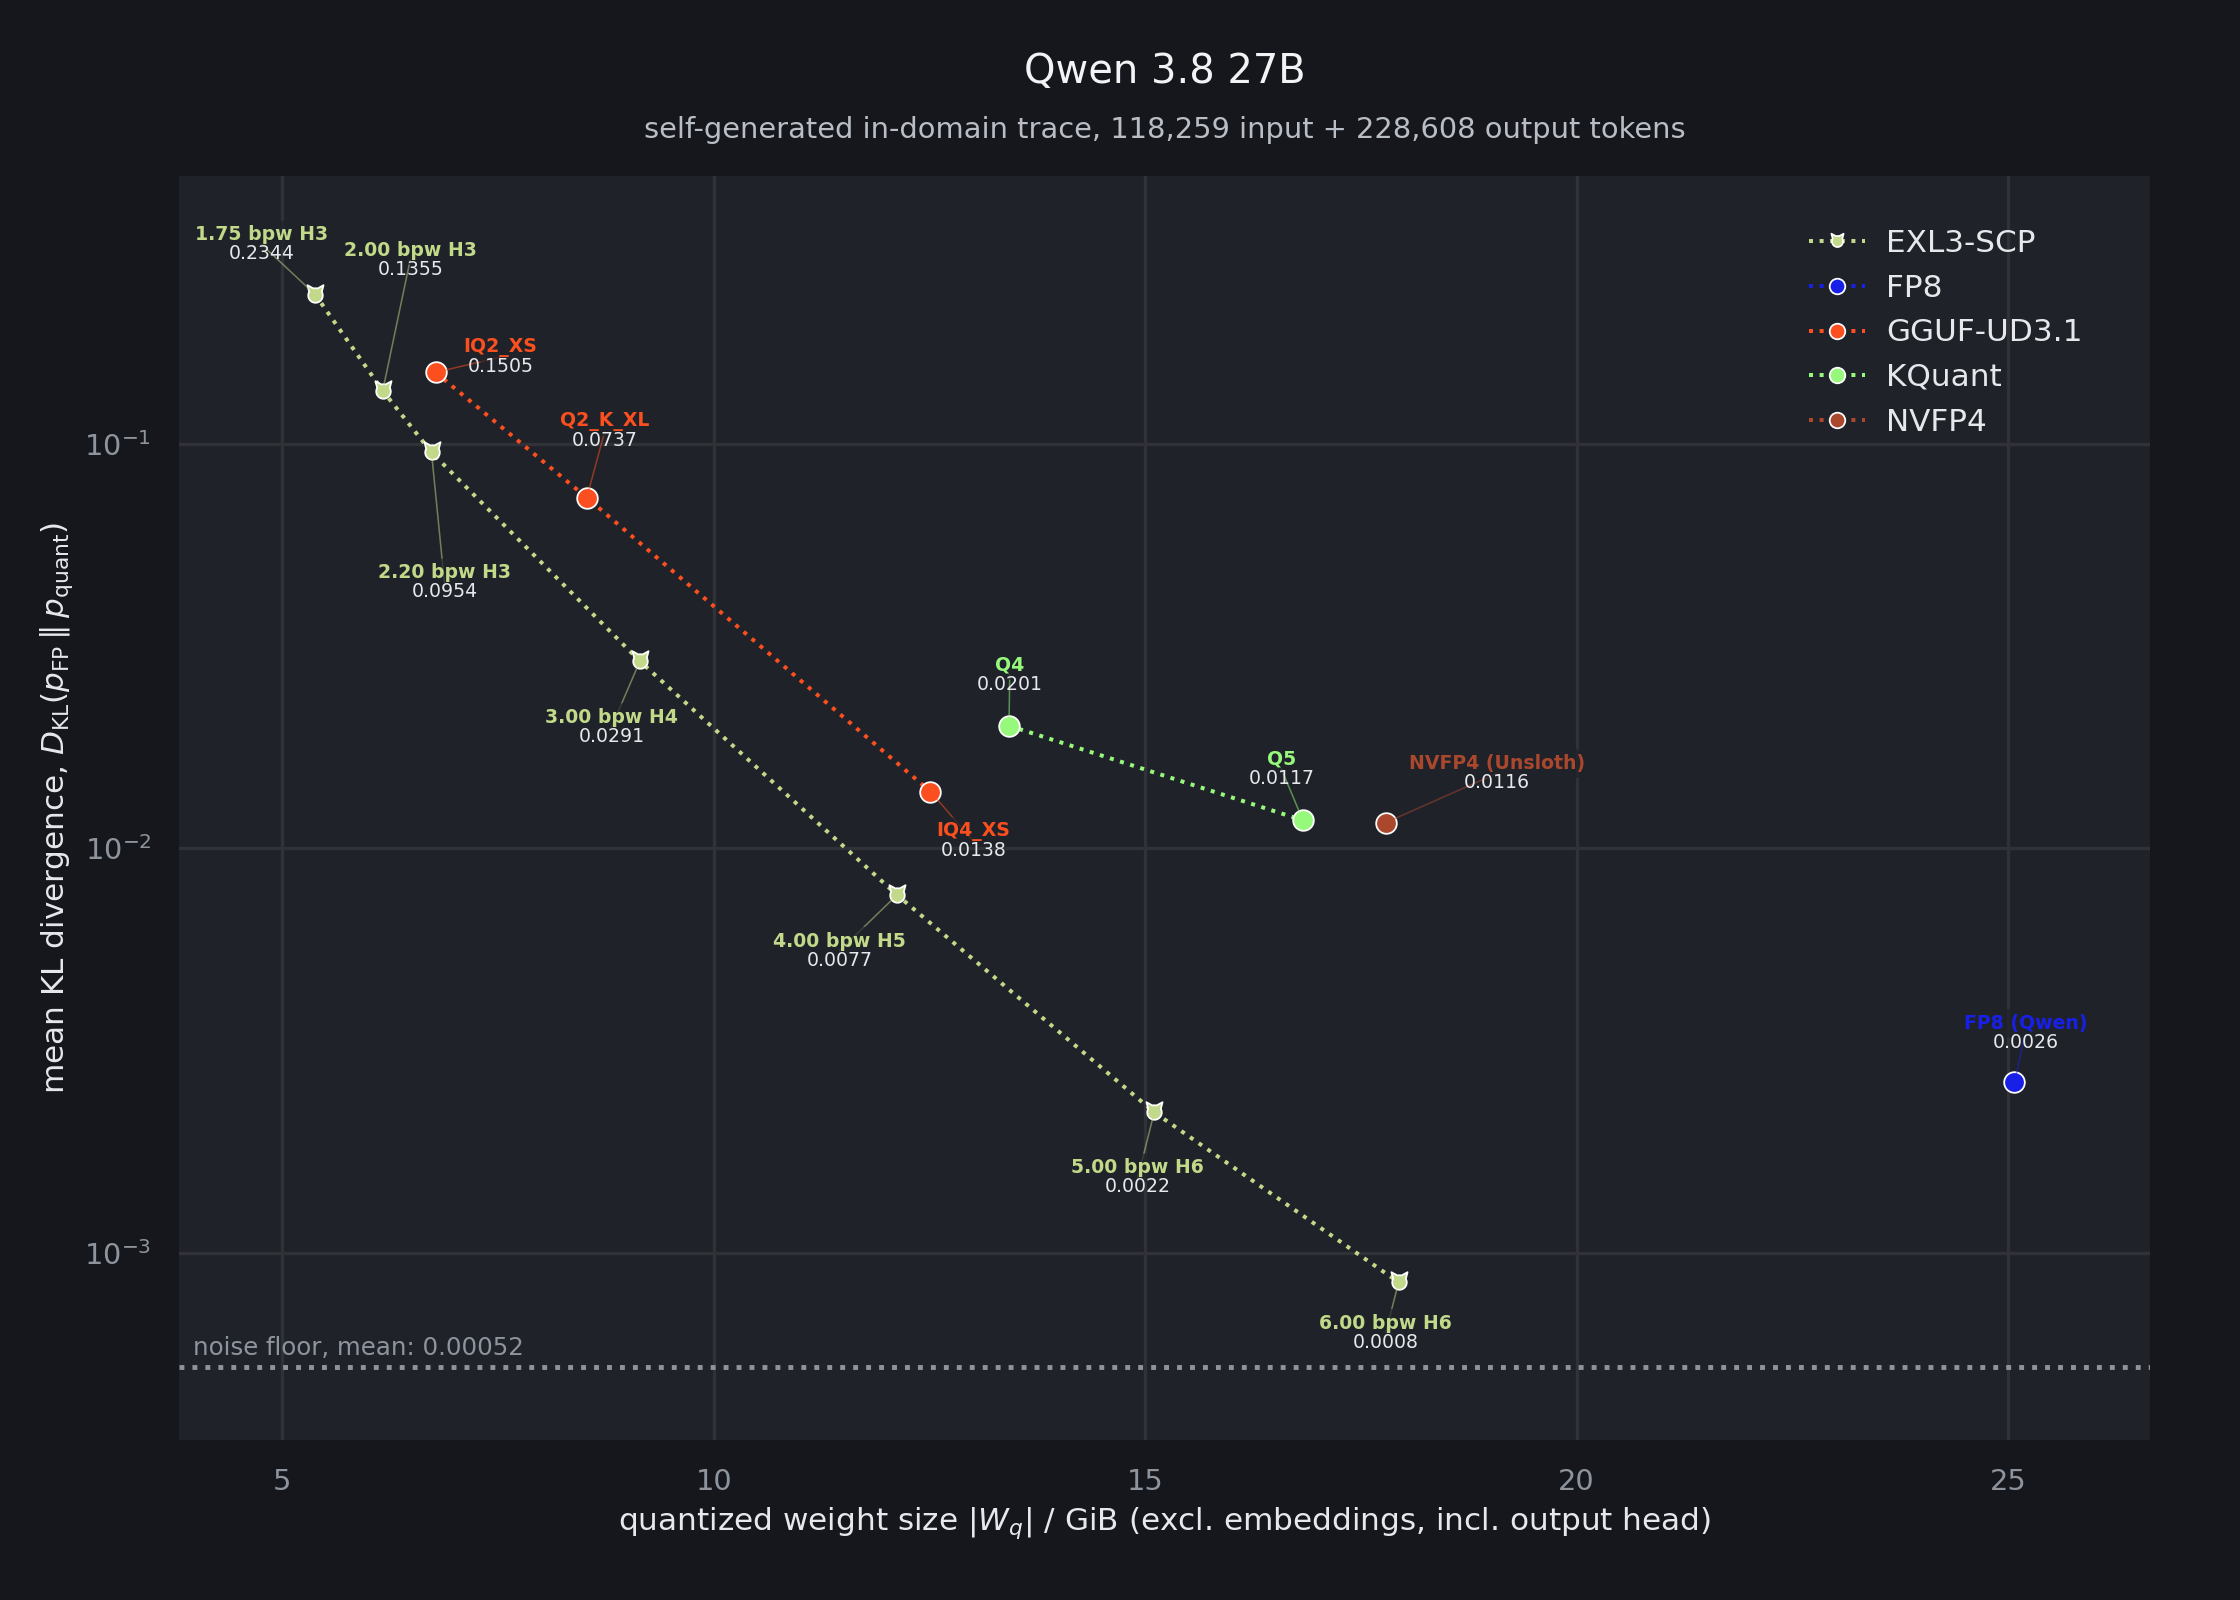 Qwen 3.8 27B
self-generated in-domain trace, 118,259 input + 228,608 output tokens
EXL3-SCP
FP8
GGUF-UD3.1
KQuant
NVFP4
1.75 bpw H3
0.2344
2.00 bpw H3
0.1355
IQ2_XS
0.1505
Q2_K_XL
0.0737
2.20 bpw H3
0.0954
3.00 bpw H4
0.0291
Q4
0.0201
Q5
0.0117
NVFP4 (Unsloth)
0.0116
IQ4_XS
0.0138
4.00 bpw H5
0.0077
FP8 (Qwen)
0.0026
5.00 bpw H6
0.0022
6.00 bpw H6
0.0008
noise floor, mean: 0.00052
10⁻¹
10⁻²
10⁻³
mean KL divergence, D_KL(p_FP ‖ p_quant)
5 10 15 20 25
quantized weight size |W_q| / GiB (excl. embeddings, incl. output head)